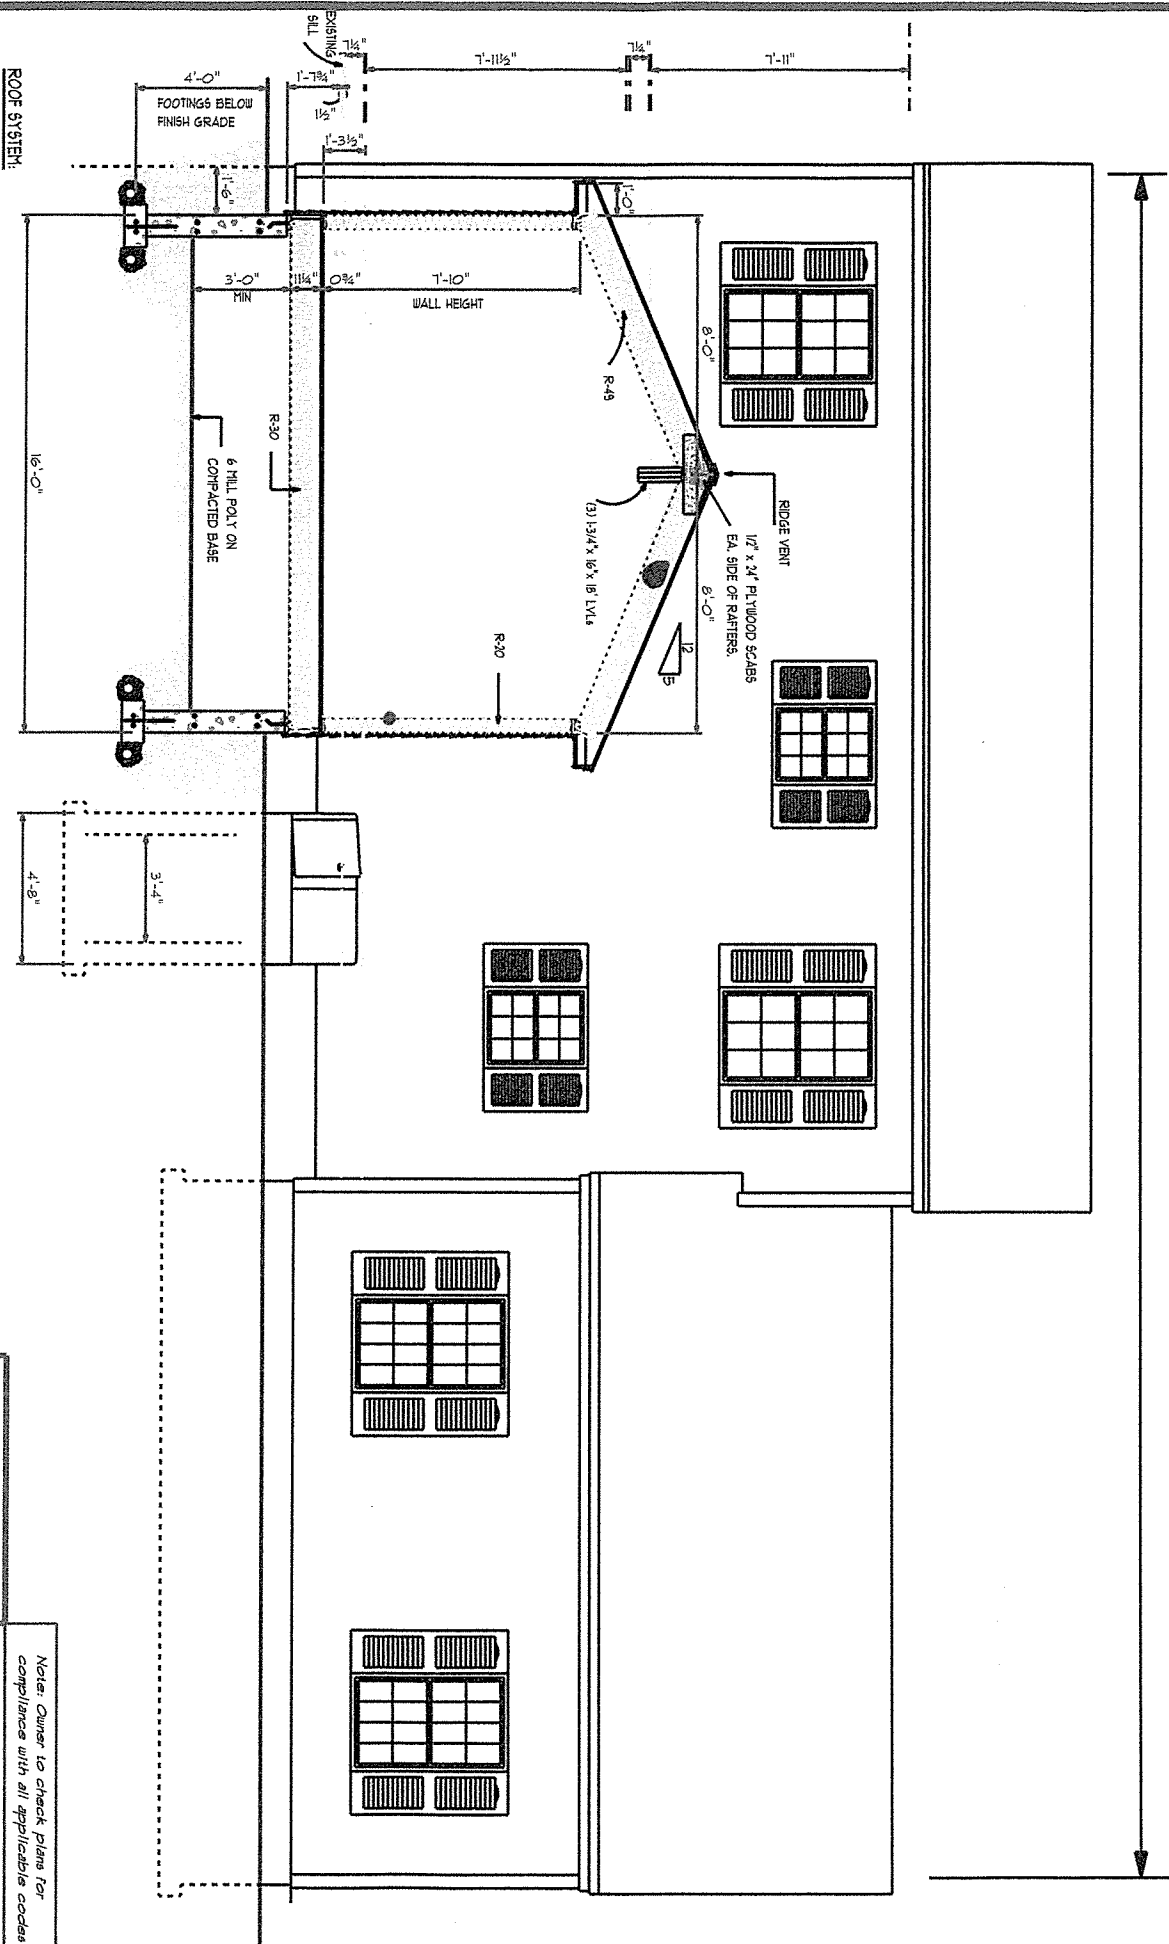 7'-11"
7¼"
7'-11½"
7¼"
EXISTING
SILL
1'-7¾"
1½"
1'-3½"
4'-0"
FOOTINGS BELOW
FINISH GRADE
1'-6"
1'-0"
RIDGE VENT
1/2" x 24" PLYWOOD SCABS
EA. SIDE OF RAFTERS.
8'-0"
8'-0"
12
5
R-49
(3) 1-3/4" x 16" x 18' LVLs
7'-10"
WALL HEIGHT
R-20
0¾"
11¼"
3'-0"
MIN
R-30
6 MILL POLY ON
COMPACTED BASE
16'-0"
3'-4"
4'-8"
ROOF SYSTEM:
Note: Owner to check plans for
compliance with all applicable codes